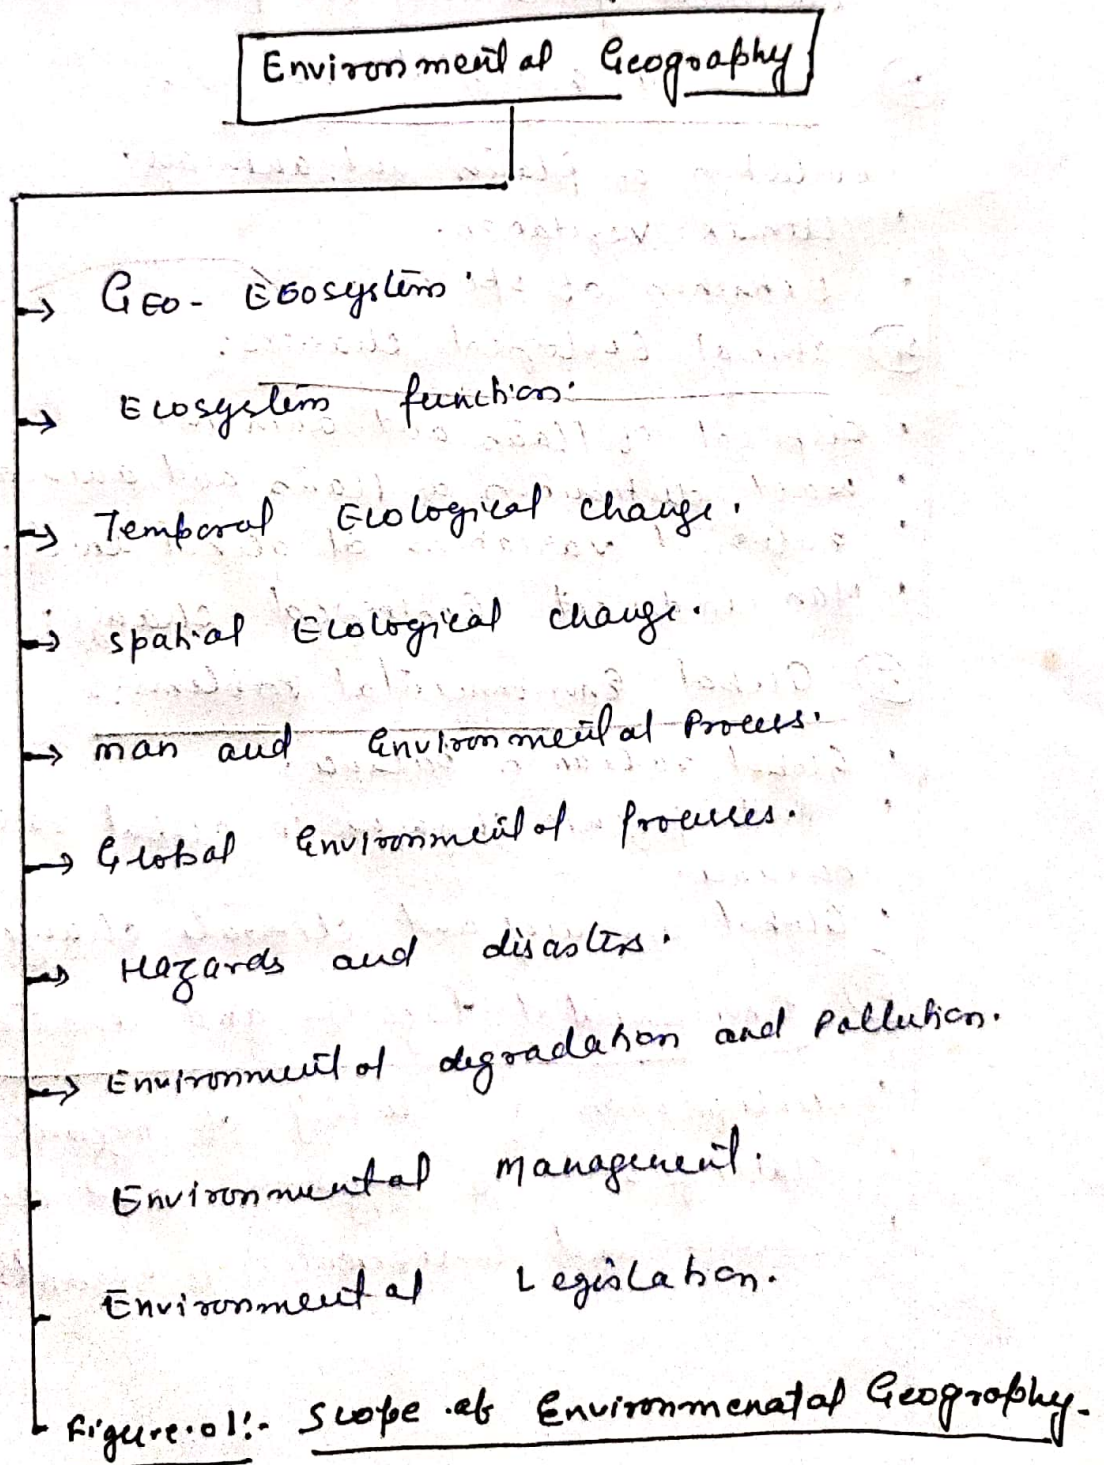 Environmental Geography
→ Geo - Ecosystem.
→ Ecosystem function.
→ Temporal Ecological change.
→ Spatial Ecological change.
→ man and Environmental Process.
→ Global Environmental Processes.
→ Hazards and disasters.
→ Environmental degradation and Pollution.
Environmental management.
Environmental Legislation.
Figure.01:- Scope of Environmenatal Geography.